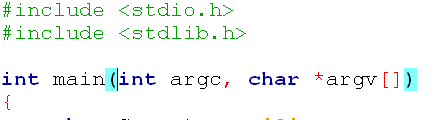 #include <stdio.h>
#include <stdlib.h>
int main(int argc, char *argv[])
{